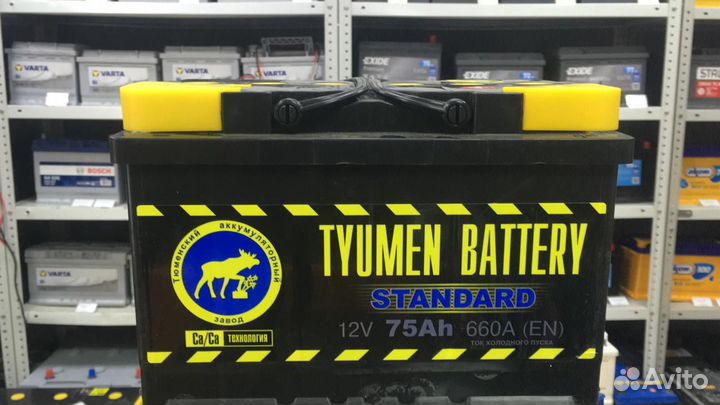 VARTA
VARTA
VARTA
EXIDE
EXIDE
BOSCH
VARTA
Тюменский аккумуляторный
завод
Ca/Ca технология
TYUMEN BATTERY
STANDARD
12V 75Ah 660A (EN)
ТОК ХОЛОДНОГО ПУСКА
Avito